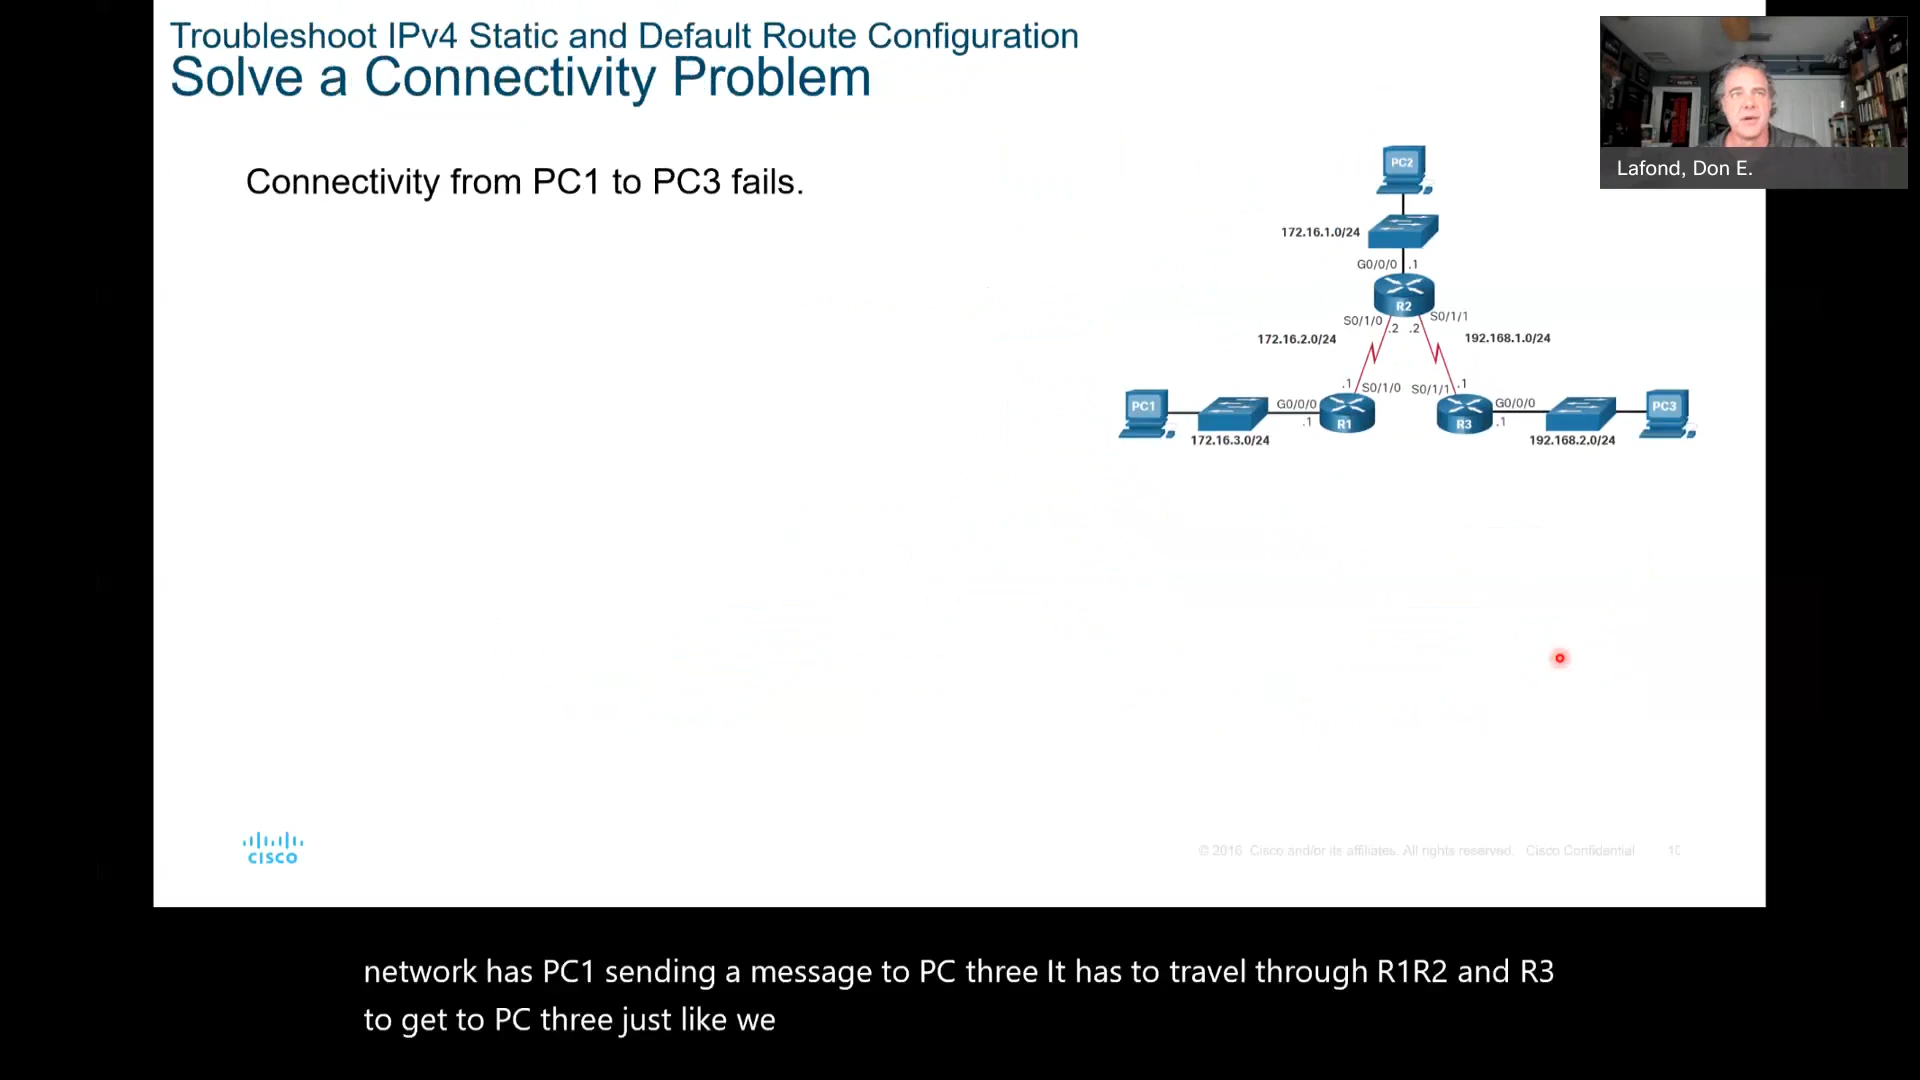 Troubleshoot IPv4 Static and Default Route Configuration
Solve a Connectivity Problem
Lafond, Don E.
Connectivity from PC1 to PC3 fails.
PC2
172.16.1.0/24
G0/0/0 .1
R2
S0/1/0 .2 .2 S0/1/1
172.16.2.0/24
192.168.1.0/24
.1 S0/1/0 S0/1/1 .1
PC1
G0/0/0
.1
R1
R3
G0/0/0
.1
PC3
172.16.3.0/24
192.168.2.0/24
CISCO
© 2016 Cisco and/or its affiliates. All rights reserved. Cisco Confidential
network has PC1 sending a message to PC three It has to travel through R1R2 and R3
to get to PC three just like we